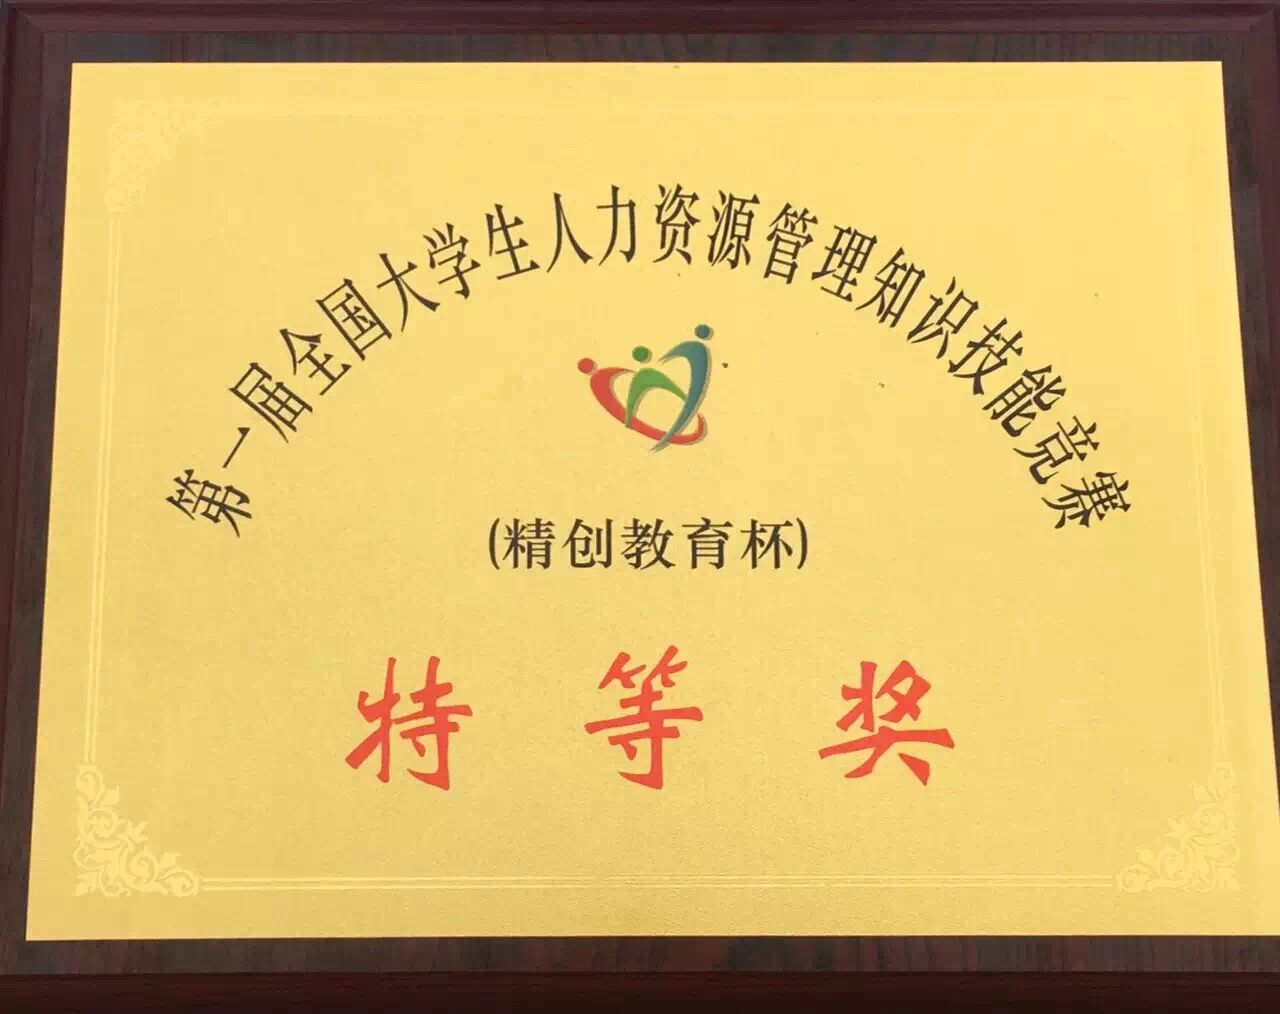 第一届全国大学生人力资源管理知识技能竞赛
(精创教育杯)
特等奖